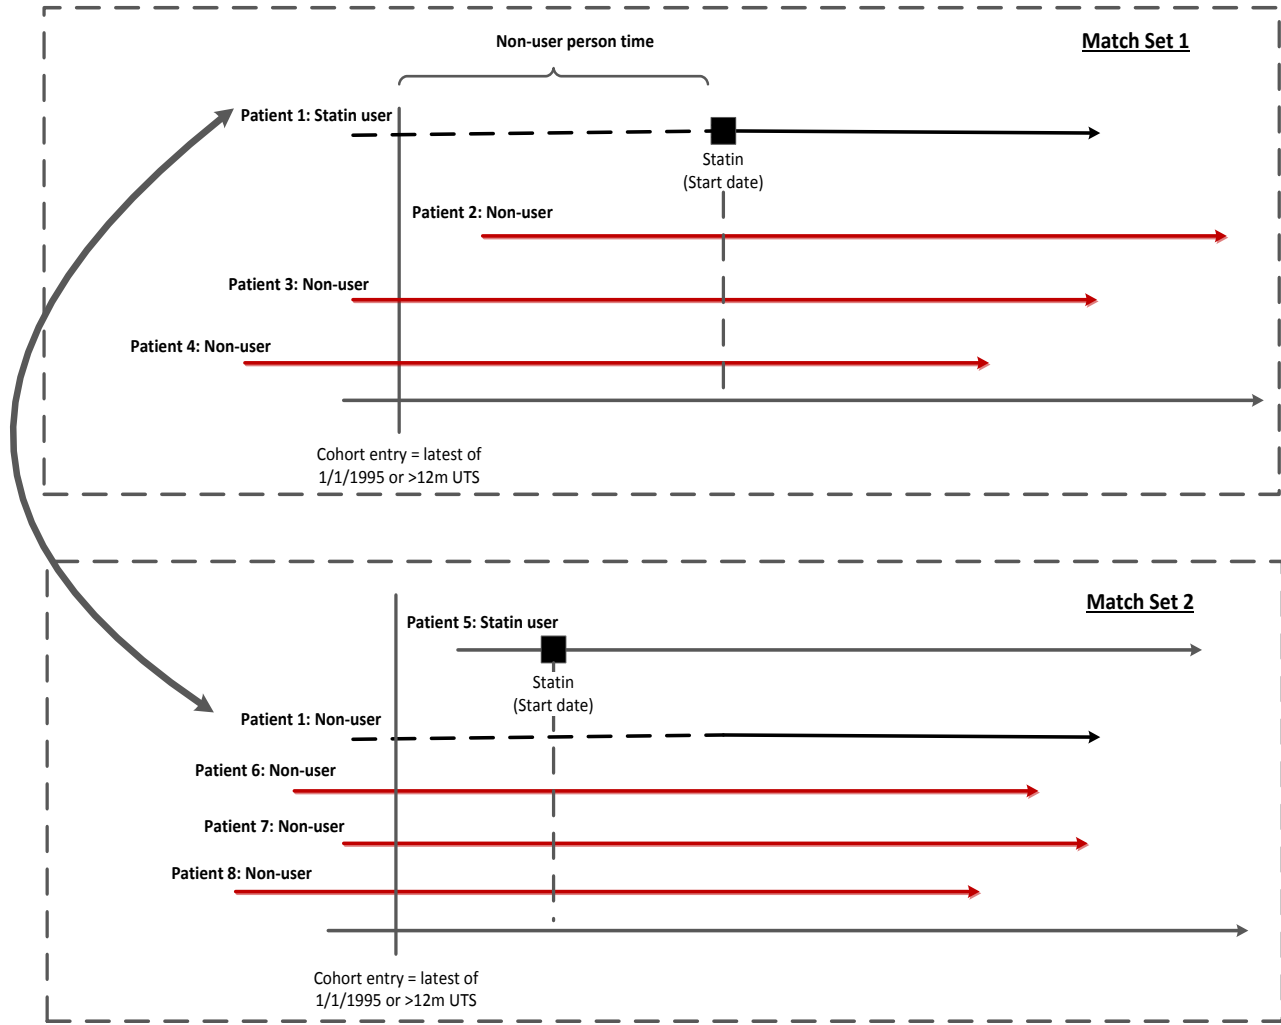 Non-user person time
Match Set 1
Patient 1: Statin user
Statin
(Start date)
Patient 2: Non-user
Patient 3: Non-user
Patient 4: Non-user
Cohort entry = latest of
1/1/1995 or >12m UTS
Match Set 2
Patient 5: Statin user
Statin
(Start date)
Patient 1: Non-user
Patient 6: Non-user
Patient 7: Non-user
Patient 8: Non-user
Cohort entry = latest of
1/1/1995 or >12m UTS